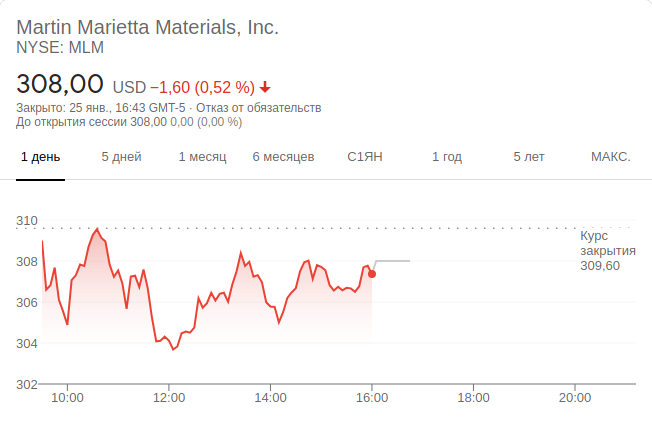 Martin Marietta Materials, Inc.
NYSE: MLM
308,00 USD −1,60 (0,52 %)
Закрыто: 25 янв., 16:43 GMT-5 · Отказ от обязательств
До открытия сессии 308,00 0,00 (0,00 %)
1 день 5 дней 1 месяц 6 месяцев С1ЯН 1 год 5 лет МАКС.
310
Курс
закрытия
309,60
308
306
304
302
10:00 12:00 14:00 16:00 18:00 20:00